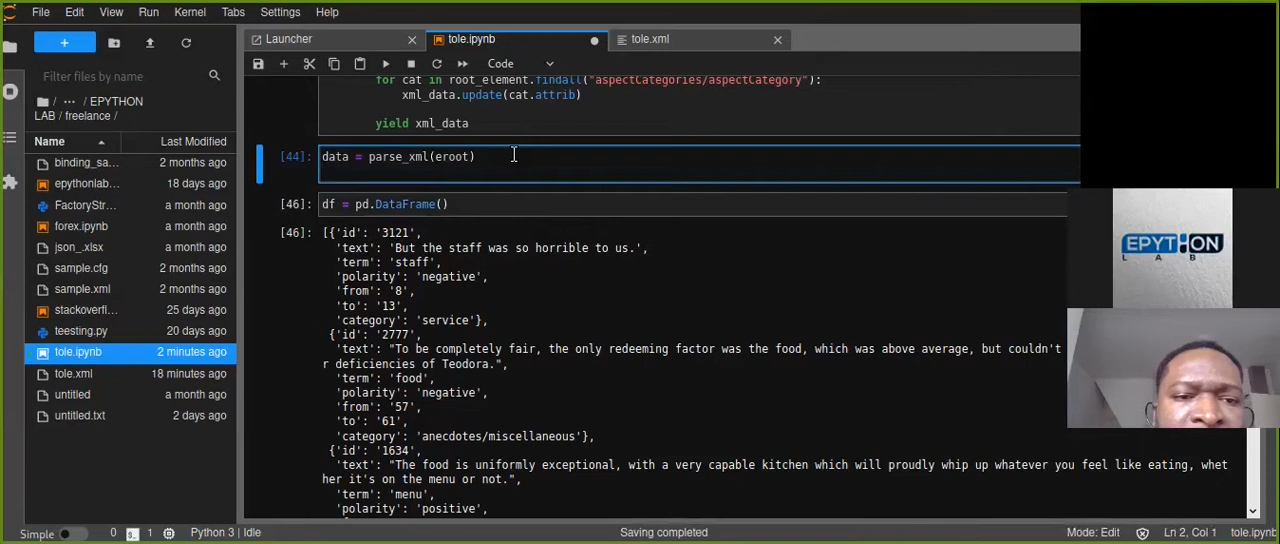 File Edit View Run Kernel Tabs Settings Help
Launcher
tole.ipynb
tole.xml
Code
Filter files by name
/ ... / EPYTHON
LAB / freelance /
Name Last Modified
binding_sa... 2 months ago
epythonlab... 18 days ago
FactoryStr... a month ago
forex.ipynb a month ago
json_.xlsx a month ago
sample.cfg 2 months ago
sample.xml 2 months ago
stackoverfl... 25 days ago
teesting.py 20 days ago
tole.ipynb 2 minutes ago
tole.xml 18 minutes ago
untitled a month ago
untitled.txt 2 days ago
for cat in root_element.findall("aspectCategories/aspectCategory"):
xml_data.update(cat.attrib)
yield xml_data
[44]: data = parse_xml(eroot)
[46]: df = pd.DataFrame()
[46]: [{'id': '3121',
'text': 'But the staff was so horrible to us.',
'term': 'staff',
'polarity': 'negative',
'from': '8',
'to': '13',
'category': 'service'},
{'id': '2777',
'text': "To be completely fair, the only redeeming factor was the food, which was above average, but couldn't
r deficiencies of Teodora.",
'term': 'food',
'polarity': 'negative',
'from': '57',
'to': '61',
'category': 'anecdotes/miscellaneous'},
{'id': '1634',
'text': "The food is uniformly exceptional, with a very capable kitchen which will proudly whip up whatever you feel like eating, whet
her it's on the menu or not.",
'term': 'menu',
'polarity': 'positive',
EPYTHON
LAB
Simple 0 1 Python 3 | Idle Saving completed Mode: Edit Ln 2, Col 1 tole.ipynb